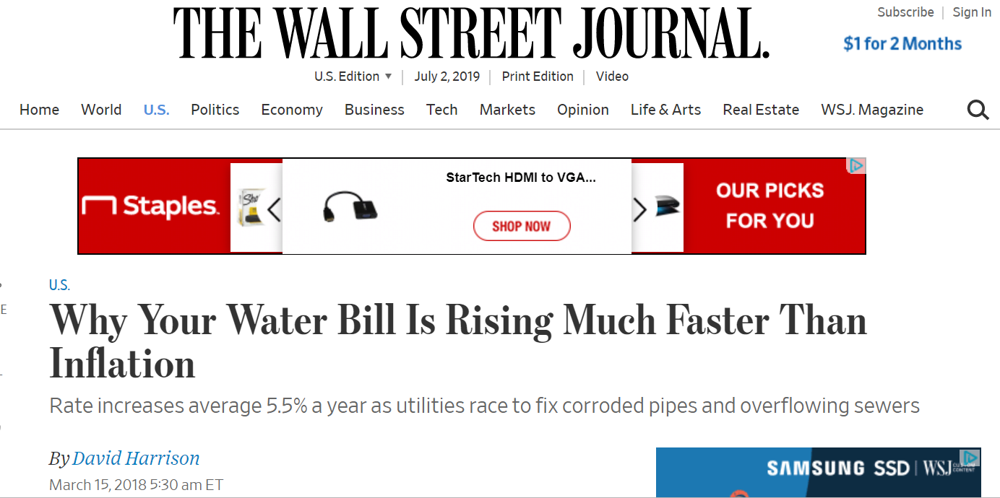 THE WALL STREET JOURNAL.
Subscribe | Sign In
$1 for 2 Months
U.S. Edition ▼ | July 2, 2019 | Print Edition | Video
Home World U.S. Politics Economy Business Tech Markets Opinion Life & Arts Real Estate WSJ. Magazine
Staples
StarTech HDMI to VGA...
SHOP NOW
OUR PICKS
FOR YOU
U.S.
E
Why Your Water Bill Is Rising Much Faster Than
Inflation
Rate increases average 5.5% a year as utilities race to fix corroded pipes and overflowing sewers
By David Harrison
March 15, 2018 5:30 am ET
SAMSUNG SSD | WSJ
CONTENT